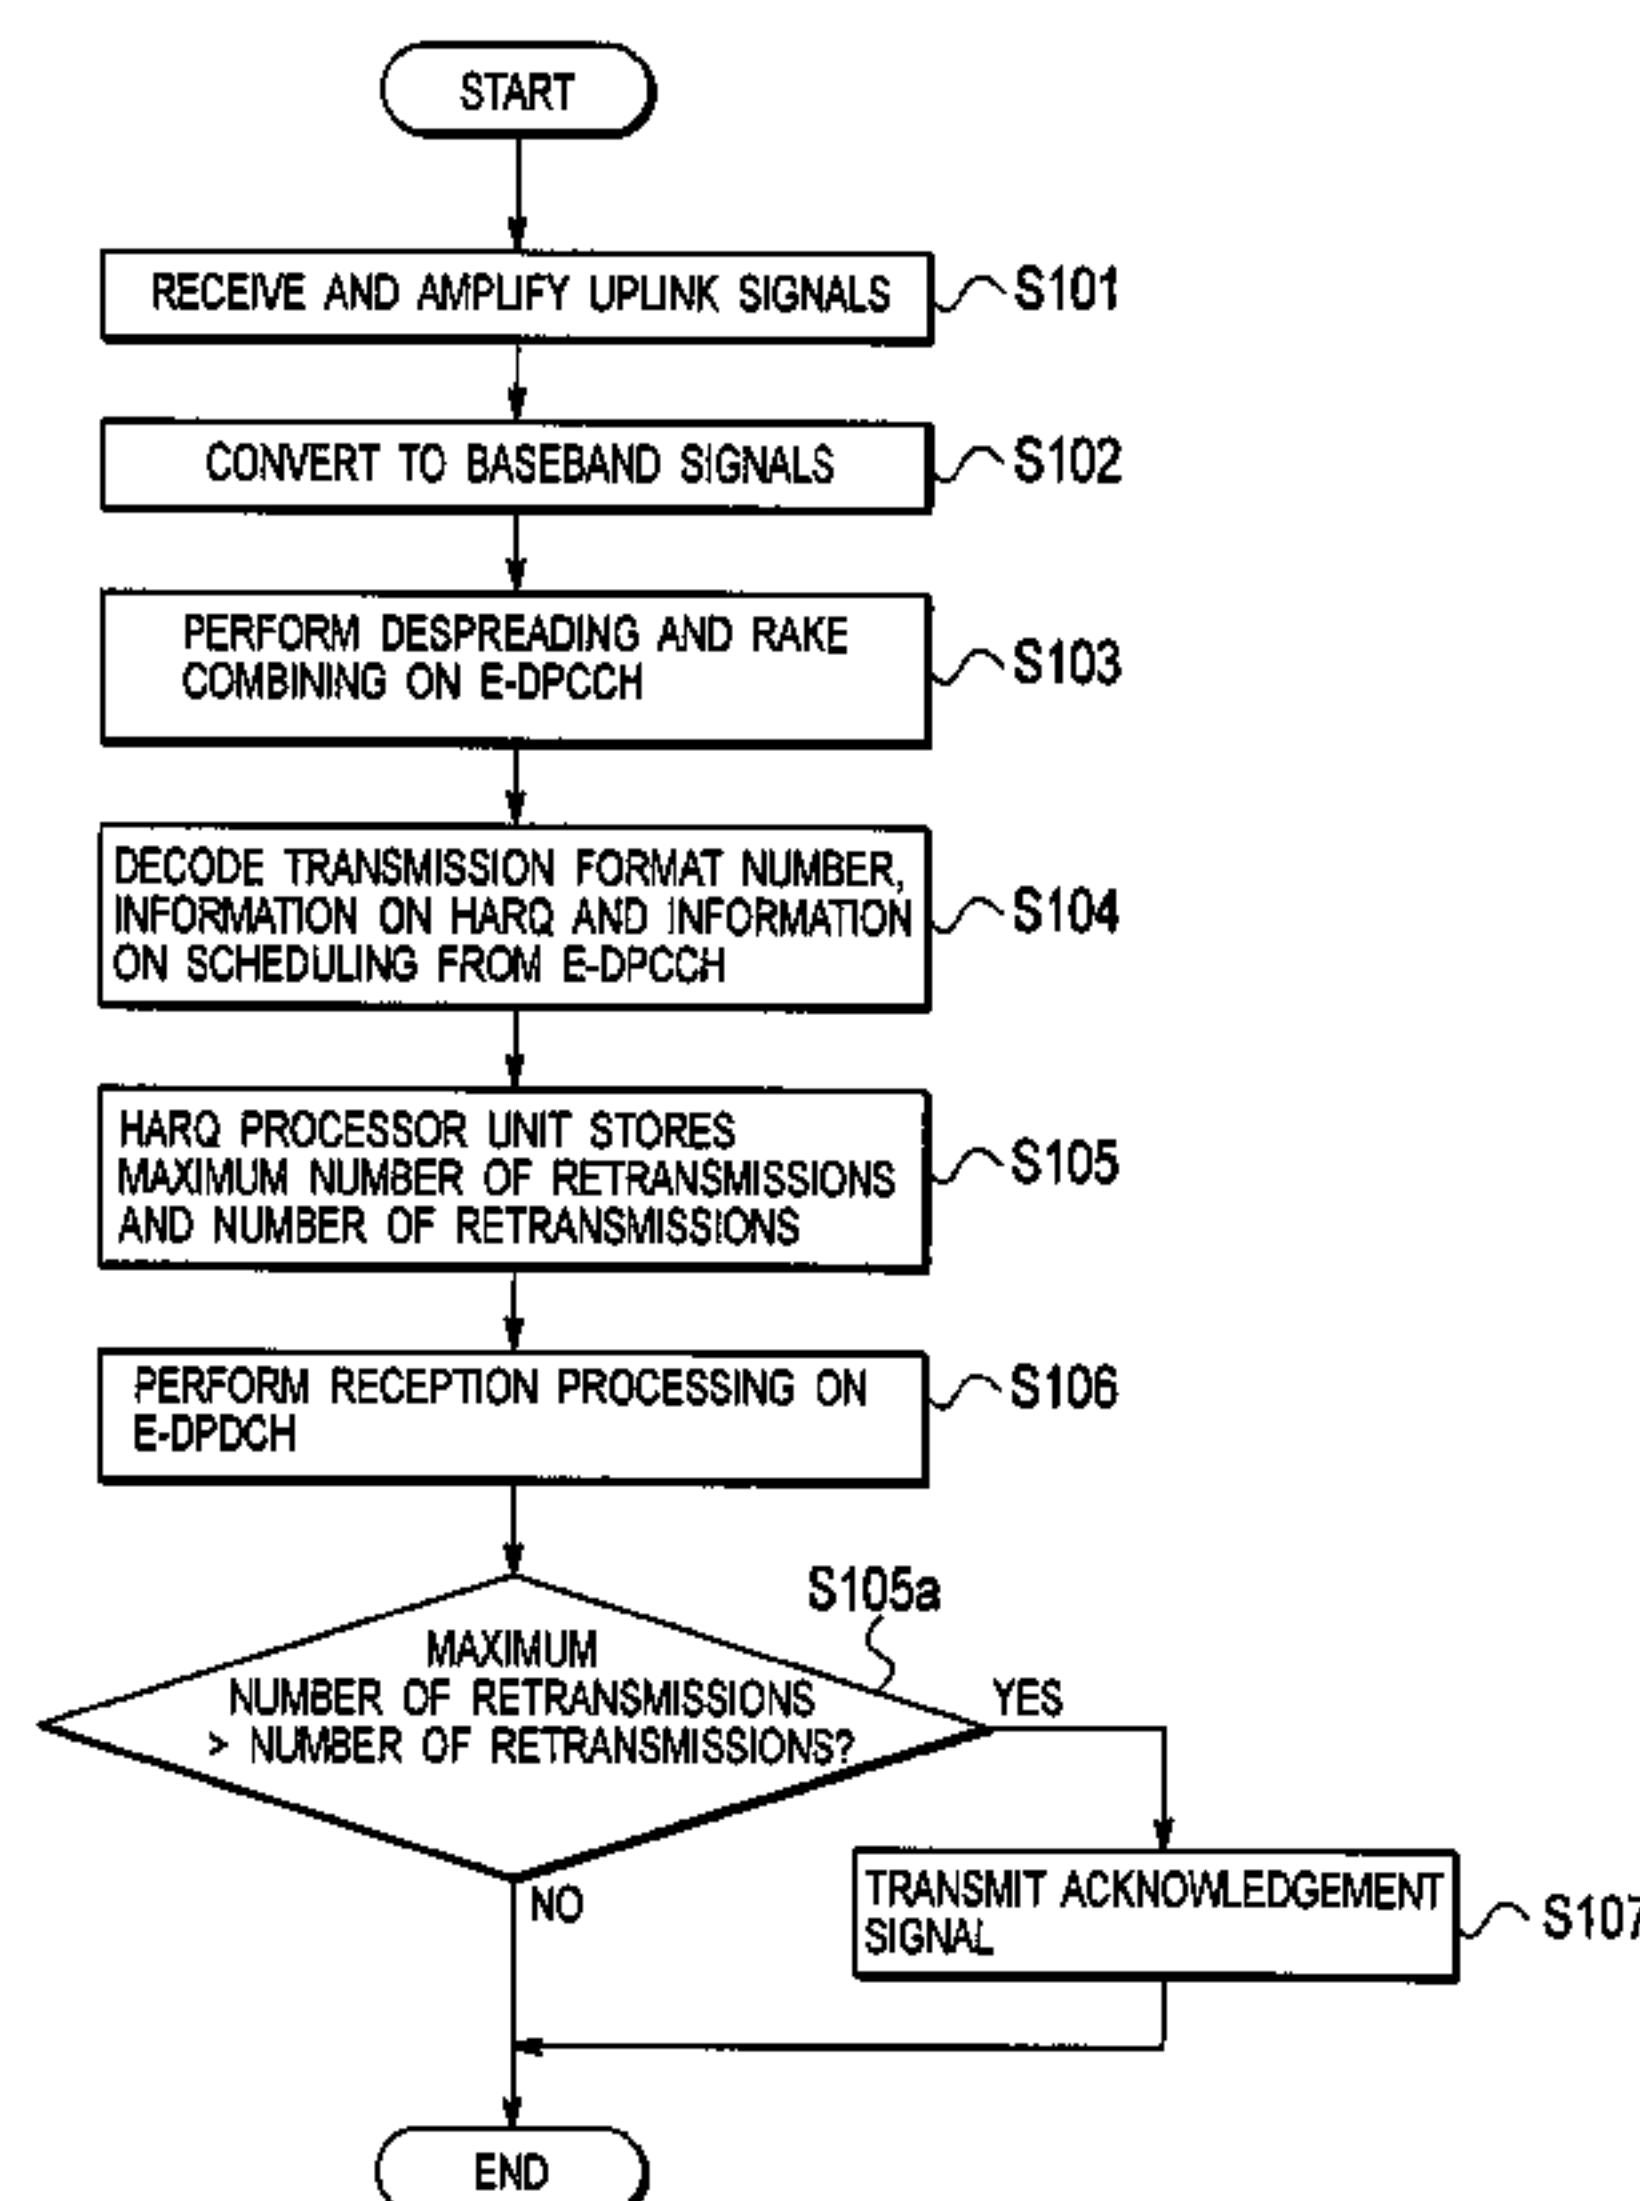 START
RECEIVE AND AMPLIFY UPLINK SIGNALS
S101
CONVERT TO BASEBAND SIGNALS
S102
PERFORM DESPREADING AND RAKE
COMBINING ON E-DPCCH
S103
DECODE TRANSMISSION FORMAT NUMBER,
INFORMATION ON HARQ AND INFORMATION
ON SCHEDULING FROM E-DPCCH
S104
HARQ PROCESSOR UNIT STORES
MAXIMUM NUMBER OF RETRANSMISSIONS
AND NUMBER OF RETRANSMISSIONS
S105
PERFORM RECEPTION PROCESSING ON
E-DPDCH
S106
S105a
MAXIMUM
NUMBER OF RETRANSMISSIONS
> NUMBER OF RETRANSMISSIONS?
YES
NO
TRANSMIT ACKNOWLEDGEMENT
SIGNAL
S107
END